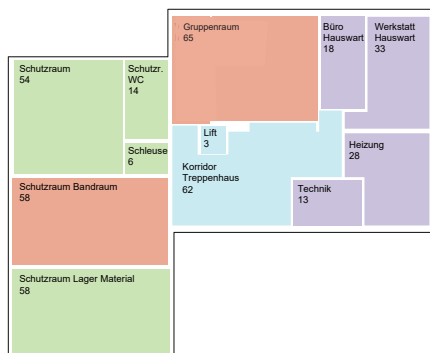 Gruppenraum
65
Büro
Hauswart
18
Werkstatt
Hauswart
33
Schutzraum
54
Schutzr.
WC
14
Lift
3
Schleuse
6
Heizung
28
Korridor
Treppenhaus
62
Schutzraum Bandraum
58
Technik
13
Schutzraum Lager Material
58